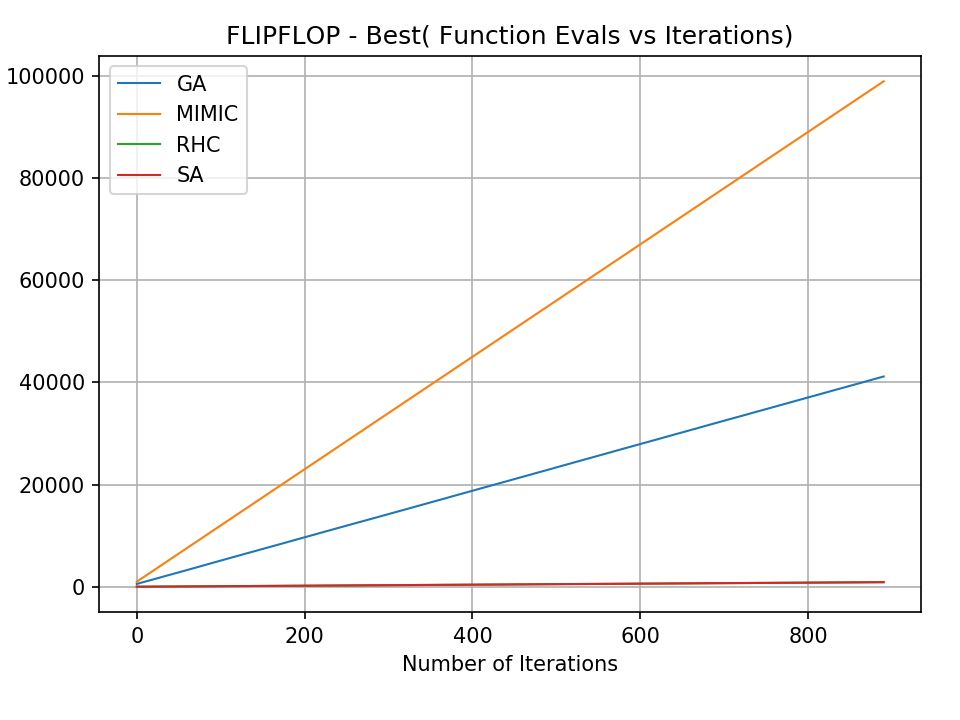 FLIPFLOP - Best( Function Evals vs Iterations)
GA
MIMIC
RHC
SA
100000
80000
60000
40000
20000
0
0 200 400 600 800
Number of Iterations